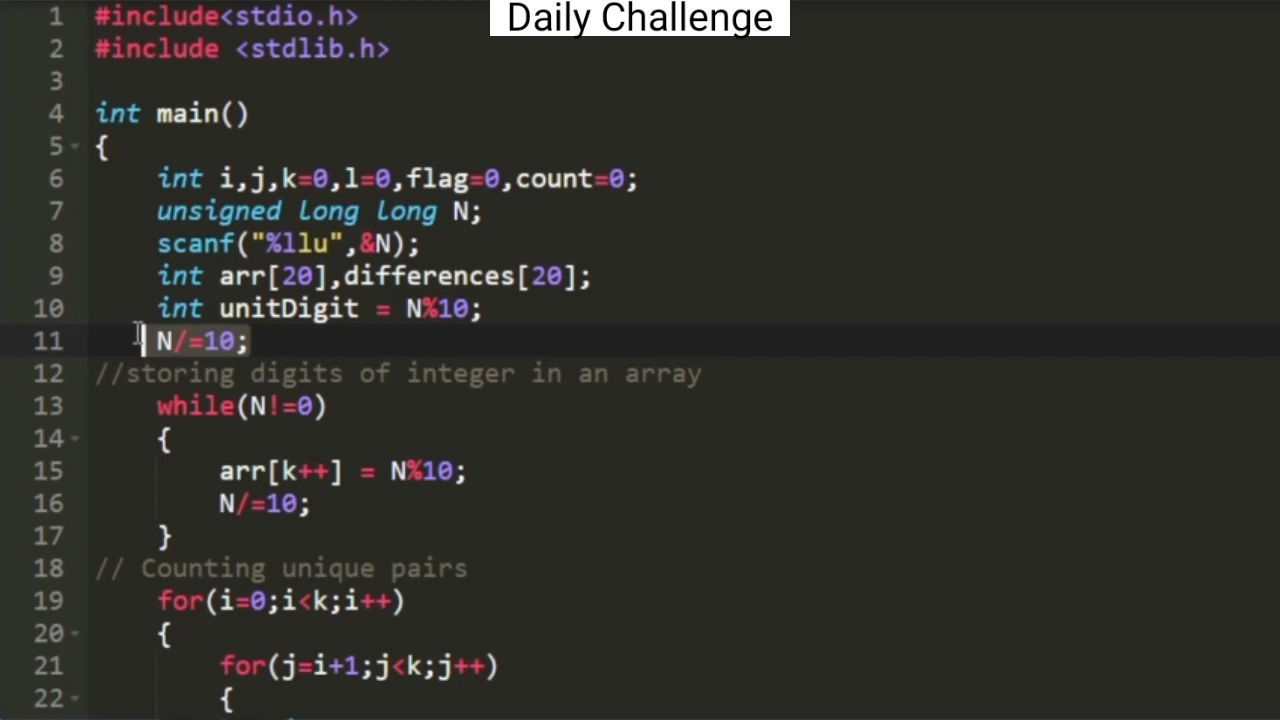 Daily Challenge
1 #include<stdio.h>
2 #include <stdlib.h>
3
4 int main()
5 {
6 int i,j,k=0,l=0,flag=0,count=0;
7 unsigned long long N;
8 scanf("%llu",&N);
9 int arr[20],differences[20];
10 int unitDigit = N%10;
11 N/=10;
12 //storing digits of integer in an array
13 while(N!=0)
14 {
15 arr[k++] = N%10;
16 N/=10;
17 }
18 // Counting unique pairs
19 for(i=0;i<k;i++)
20 {
21 for(j=i+1;j<k;j++)
22 {